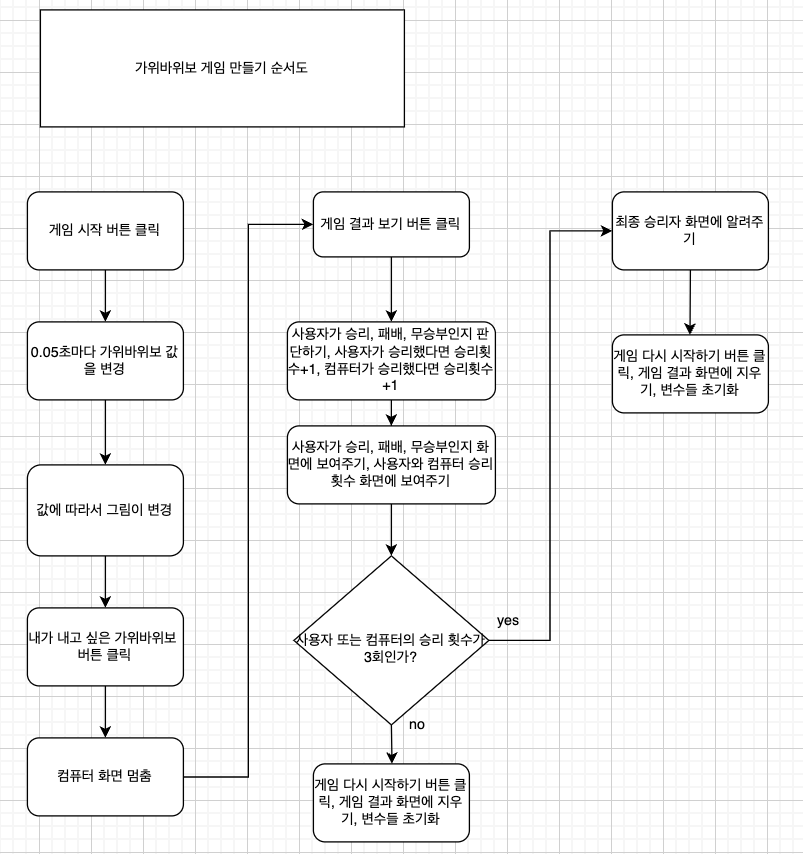 가위바위보 게임 만들기 순서도
게임 시작 버튼 클릭
0.05초마다 가위바위보 값
을 변경
값에 따라서 그림이 변경
내가 내고 싶은 가위바위보
버튼 클릭
컴퓨터 화면 멈춤
게임 결과 보기 버튼 클릭
사용자가 승리, 패배, 무승부인지 판
단하기, 사용자가 승리했다면 승리횟
수+1, 컴퓨터가 승리했다면 승리횟수
+1
사용자가 승리, 패배, 무승부인지 화
면에 보여주기, 사용자와 컴퓨터 승리
횟수 화면에 보여주기
사용자 또는 컴퓨터의 승리 횟수가
3회인가?
yes
no
게임 다시 시작하기 버튼 클
릭, 게임 결과 화면에 지우
기, 변수들 초기화
최종 승리자 화면에 알려주
기
게임 다시 시작하기 버튼 클
릭, 게임 결과 화면에 지우
기, 변수들 초기화